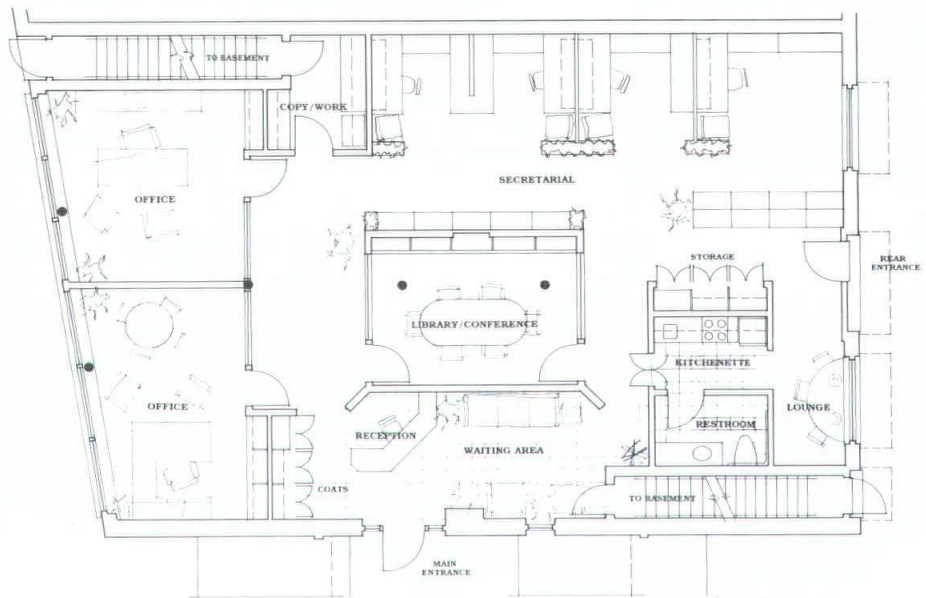 TO BASEMENT
COPY/WORK
SECRETARIAL
OFFICE
STORAGE
REAR
ENTRANCE
LIBRARY/CONFERENCE
KITCHENETTE
OFFICE
LOUNGE
RECEPTION
RESTROOM
WAITING AREA
COATS
TO BASEMENT
MAIN
ENTRANCE